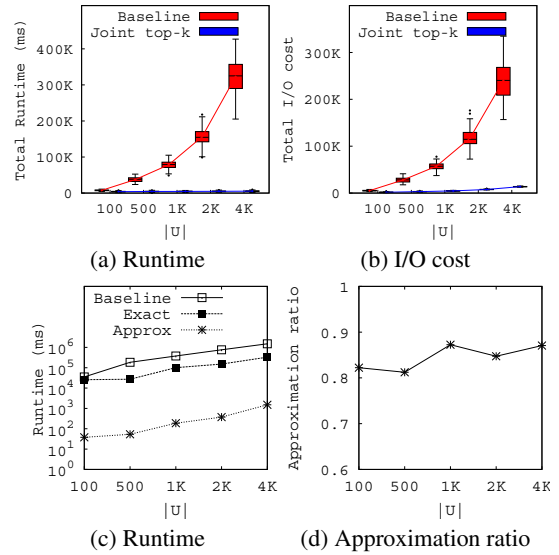 Baseline
Joint top-k
Total Runtime (ms)
400K
300K
200K
100K
0
100 500 1K 2K 4K
|U|
(a) Runtime
Baseline
Joint top-k
Total I/O cost
300K
200K
100K
0
100 500 1K 2K 4K
|U|
(b) I/O cost
Baseline
Exact
Approx
Runtime (ms)
10^6
10^5
10^4
10^3
10^2
10^1
10^0
100 500 1K 2K 4K
|U|
(c) Runtime
Approximation ratio
1
0.9
0.8
0.7
0.6
100 500 1K 2K 4K
|U|
(d) Approximation ratio